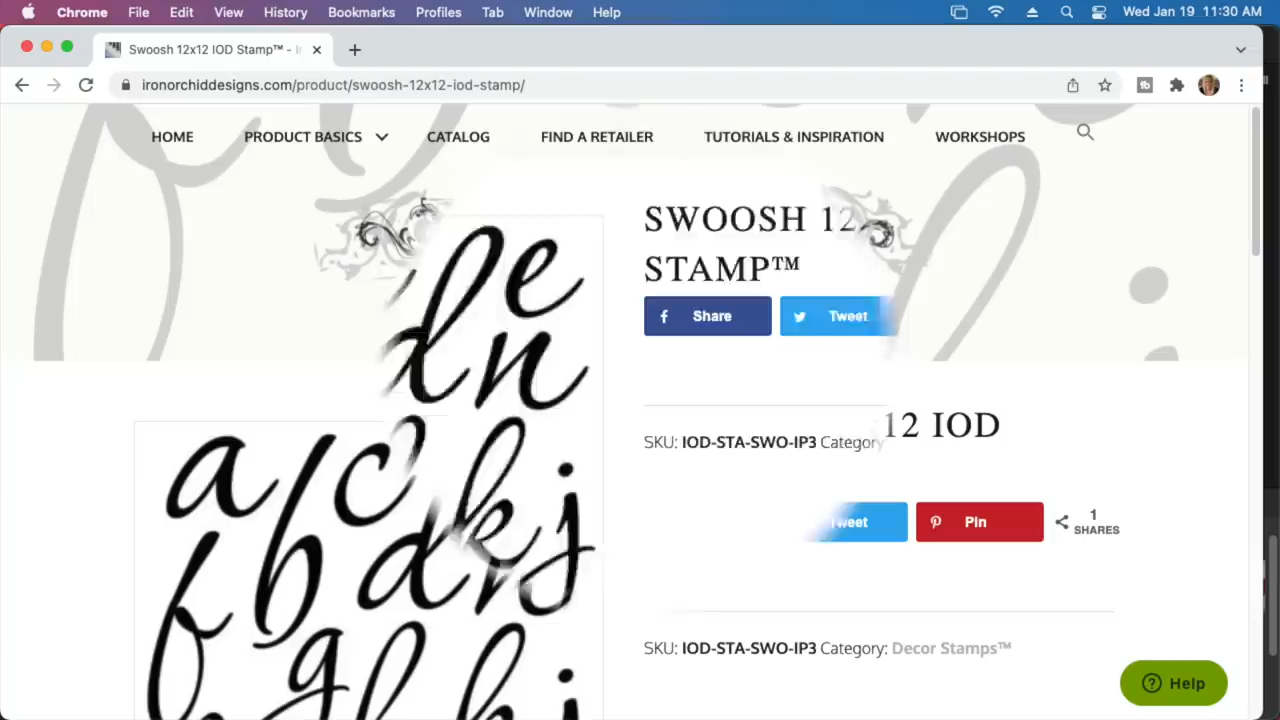 Chrome File Edit View History Bookmarks Profiles Tab Window Help Wed Jan 19 11:30 AM
Swoosh 12x12 IOD Stamp™ - I
ironorchiddesigns.com/product/swoosh-12x12-iod-stamp/
HOME PRODUCT BASICS CATALOG FIND A RETAILER TUTORIALS & INSPIRATION WORKSHOPS
SWOOSH 12
STAMP™
Share Tweet
12 IOD
SKU: IOD-STA-SWO-IP3 Category
Tweet Pin 1
SHARES
SKU: IOD-STA-SWO-IP3 Category: Decor Stamps™
Help
e
d n
a c k j
f b d n
g